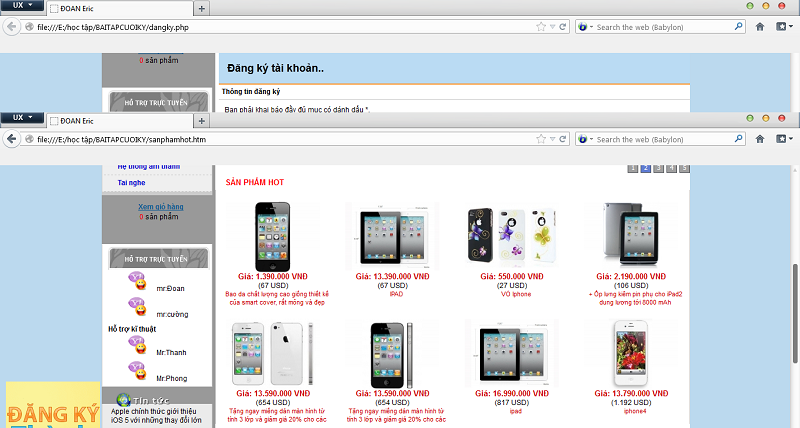 UX
ĐOAN Eric
file:///E:/học tập/BAITAPCUOIKY/dangky.php
Search the web (Babylon)
0 sản phẩm
Đăng ký tài khoản..
Thông tin đăng ký
HỖ TRỢ TRỰC TUYẾN
Bạn phải khai báo đầy đủ mục có dánh dấu *.
UX
ĐOAN Eric
file:///E:/học tập/BAITAPCUOIKY/sanphamhot.htm
Search the web (Babylon)
Hệ thống âm thanh
1 2 3 4 5
Tai nghe
SẢN PHẨM HOT
Xem giỏ hàng
0 sản phẩm
HỖ TRỢ TRỰC TUYẾN
mr:Đoan
mr.cường
Hỗ trợ kĩ thuật
Mr.Thanh
Mr.Phong
Tin tức
Apple chính thức giới thiệu
iOS 5 với những thay đổi lớn
ĐĂNG KÝ
Giá: 1.390.000 VNĐ
(67 USD)
Bao da chất lượng cao giống thiết kế
của smart cover, rất mỏng và đẹp
Giá: 13.390.000 VNĐ
(67 USD)
IPAD
Giá: 550.000 VNĐ
(27 USD)
VO Iphone
Giá: 2.190.000 VNĐ
(106 USD)
+ Ốp lưng kiêm pin phụ cho iPad2
dung lượng tới 8000 mAh
Giá: 13.590.000 VNĐ
(654 USD)
Tặng ngay miếng dán màn hình từ
tính 3 lớp và giảm giá 20% cho các
Giá: 13.590.000 VNĐ
(654 USD)
Tặng ngay miếng dán màn hình từ
tính 3 lớp và giảm giá 20% cho các
Giá: 16.990.000 VNĐ
(817 USD)
ipad
Giá: 13.790.000 VNĐ
(1.192 USD)
iphone4